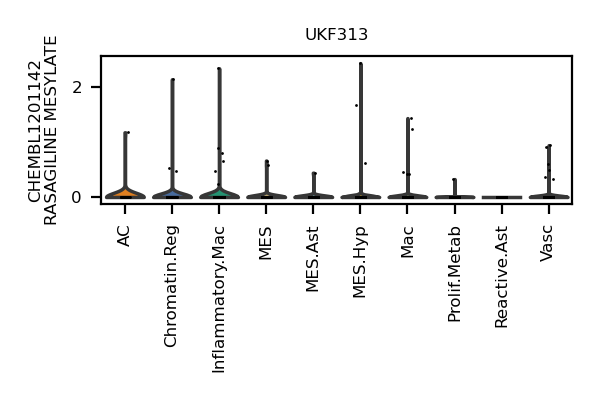 UKF313
CHEMBL1201142
RASAGILINE MESYLATE
2
0
AC
Chromatin.Reg
Inflammatory.Mac
MES
MES.Ast
MES.Hyp
Mac
Prolif.Metab
Reactive.Ast
Vasc